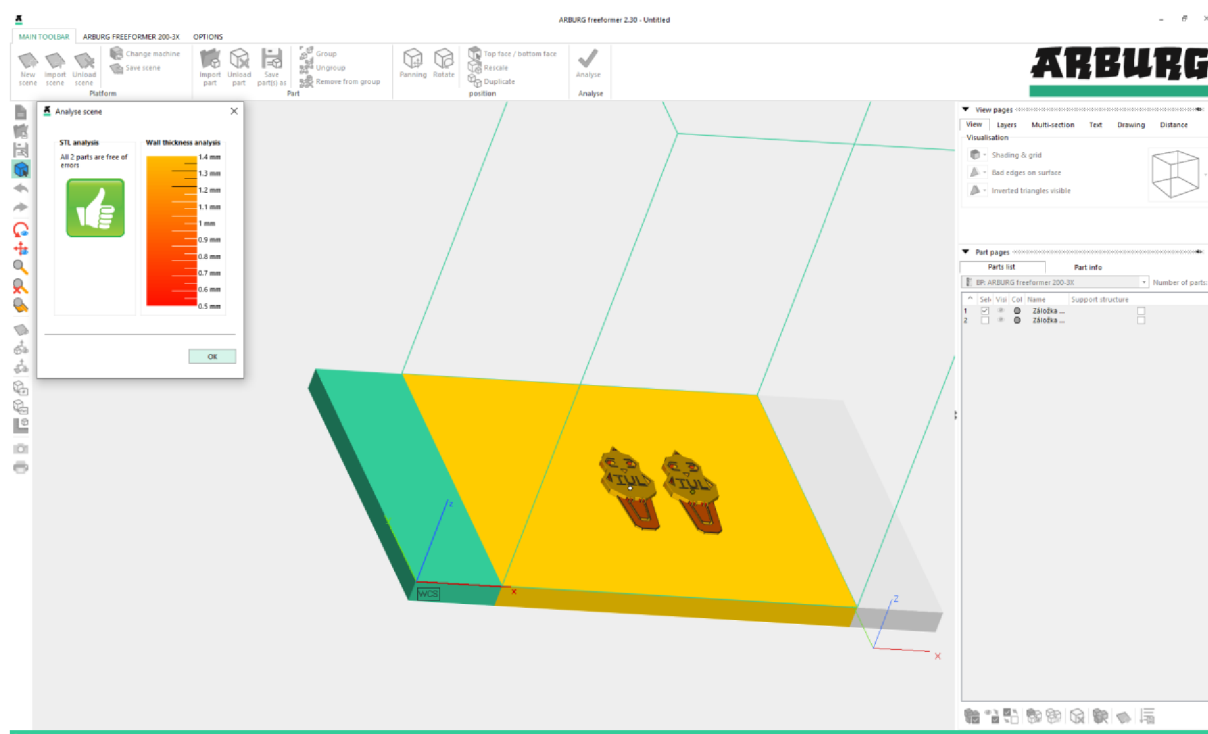 ARBURG freeformer 2.30 - Untitled
MAIN TOOLBAR ARBURG FREEFORMER 200-3X OPTIONS
New scene
Import scene
Unload scene
Change machine
Save scene
Platform
Import part
Unload part
Save part(s) as
Group
Ungroup
Remove from group
Part
Panning
Rotate
Top face / bottom face
Rescale
Duplicate
position
Analyse
Analyse
ARBURG
Analyse scene
STL analysis
All 2 parts are free of
errors
Wall thickness analysis
1.4 mm
1.3 mm
1.2 mm
1.1 mm
1 mm
0.9 mm
0.8 mm
0.7 mm
0.6 mm
0.5 mm
OK
z
WCS
x
IYL
IYL
Z
X
View pages
View Layers Multi-section Text Drawing Distance
Visualisation
Shading & grid
Bad edges on surface
Inverted triangles visible
Part pages
Parts list Part info
BP: ARBURG freeformer 200-3X Number of parts:
Sele Visi Col Name Support structure
1 Záložka ...
2 Záložka ...